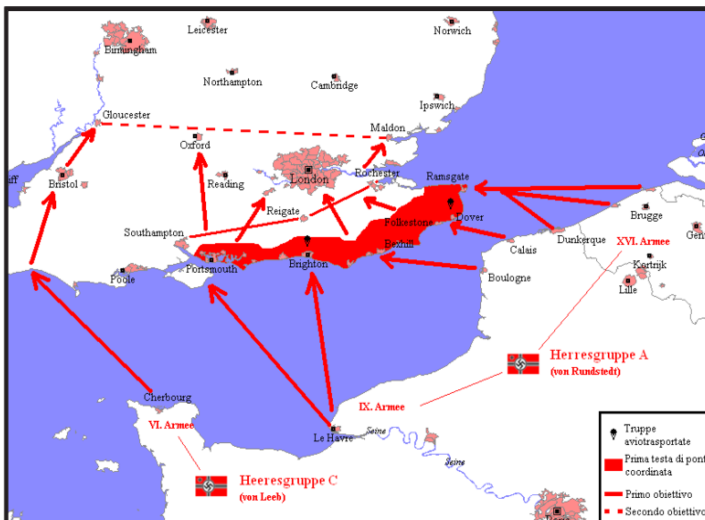 Leicester
Norwich
Birmingham
Northampton
Cambridge
Ipswich
Gloucester
Maldon
Oxford
Bristol
Reading
London
Rochester
Ramsgate
Reigate
Southampton
Folkestone
Dover
Brugge
Portsmouth
Brighton
Bexhill
Calais
Dunkerque
XVI. Armee
Kortrijk
Poole
Boulogne
Lille
Herresgruppe A
(von Rundstedt)
Cherbourg
VI. Armee
IX. Armee
Le Havre
Seine
Seine
Heeresgruppe C
(von Leeb)
Truppe
aviotrasportate
Prima testa di pont
coordinata
Primo obiettivo
Secondo obiettivo